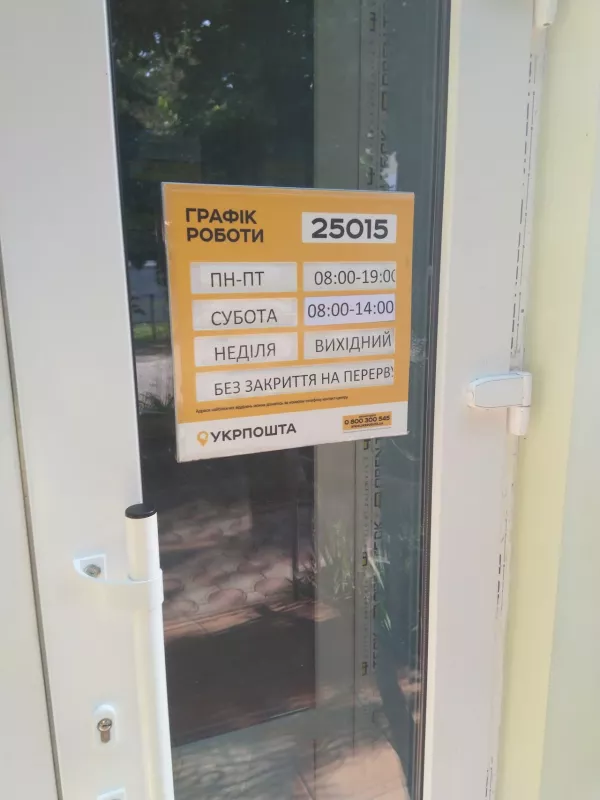 ГРАФІК
РОБОТИ
25015
ПН-ПТ 08:00-19:00
СУБОТА 08:00-14:00
НЕДІЛЯ ВИХІДНИЙ
БЕЗ ЗАКРИТТЯ НА ПЕРЕРВУ
УКРПОШТА
0 800 300 545